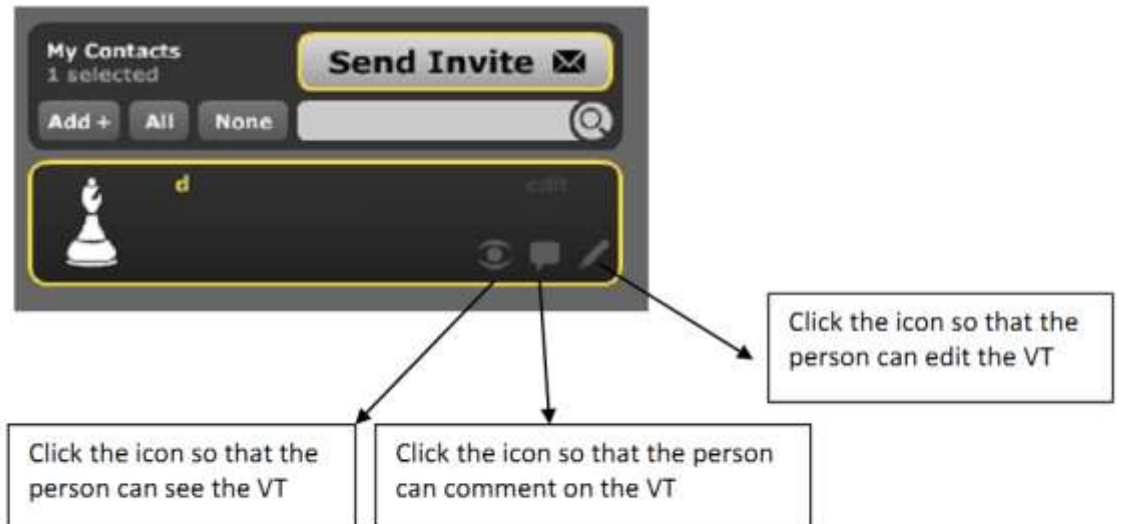 My Contacts
1 selected
Send Invite
Add + All None
d edit
Click the icon so that the
person can edit the VT
Click the icon so that the
person can see the VT
Click the icon so that the person
can comment on the VT